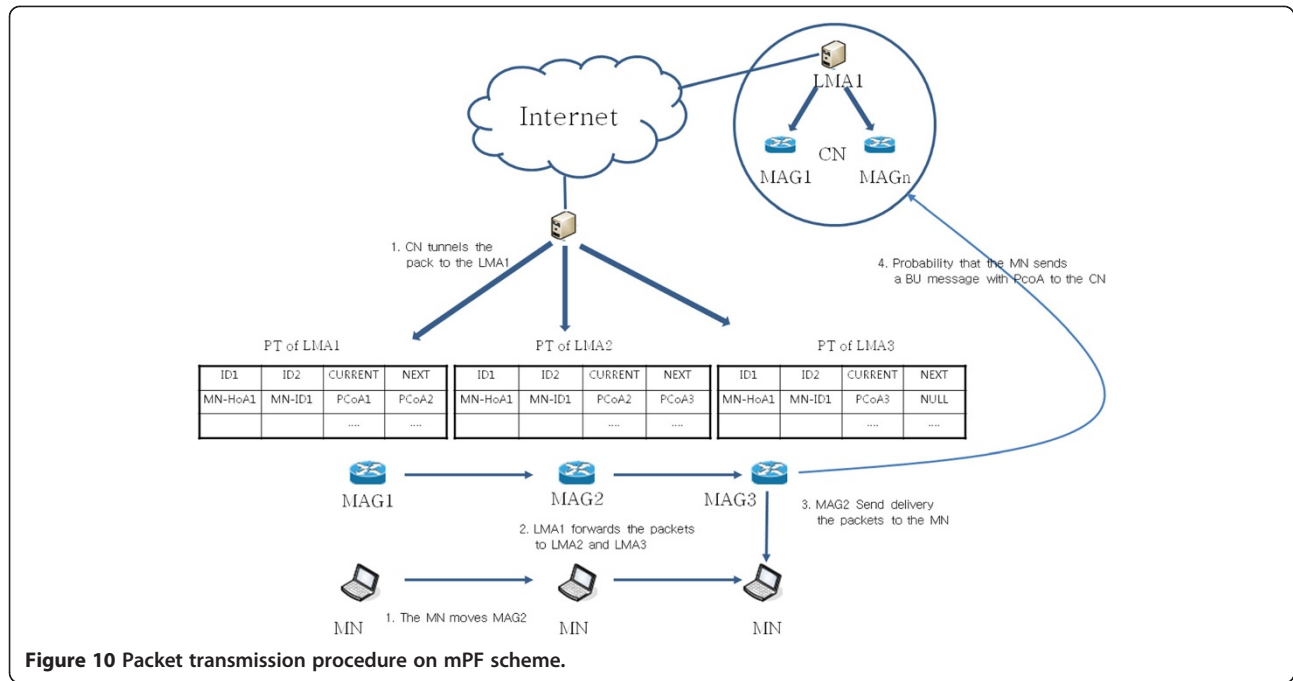 LMA1
Internet
CN
MAG1
MAGn
1. CN tunnels the
pack to the LMA1
4. Probability that the MN sends
a BU message with PcoA to the CN
PT of LMA1
PT of LMA2
PT of LMA3
ID1 ID2 CURRENT NEXT
MN-HoA1 MN-ID1 PCoA1 PCoA2
.... ....
ID1 ID2 CURRENT NEXT
MN-HoA1 MN-ID1 PCoA2 PCoA3
.... ....
ID1 ID2 CURRENT NEXT
MN-HoA1 MN-ID1 PCoA3 NULL
.... ....
MAG1
MAG2
MAG3
3. MAG2 Send delivery
the packets to the MN
2. LMA1 forwards the packets
to LMA2 and LMA3
1. The MN moves MAG2
MN
MN
MN
Figure 10 Packet transmission procedure on mPF scheme.